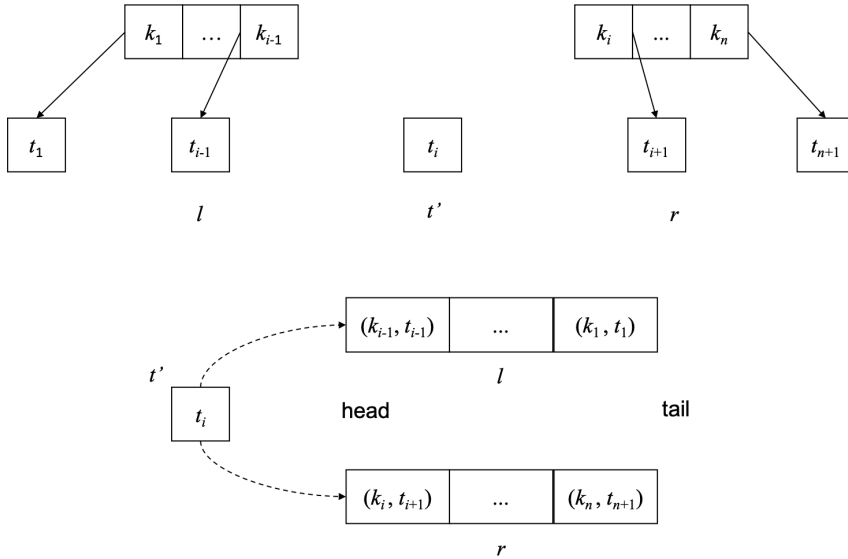 k₁ ... kᵢ₋₁ kᵢ ... kₙ
t₁ tᵢ₋₁ tᵢ tᵢ₊₁ tₙ₊₁
l t’ r
(kᵢ₋₁, tᵢ₋₁) ... (k₁, t₁)
t’ l
tᵢ head tail
(kᵢ, tᵢ₊₁) ... (kₙ, tₙ₊₁)
r